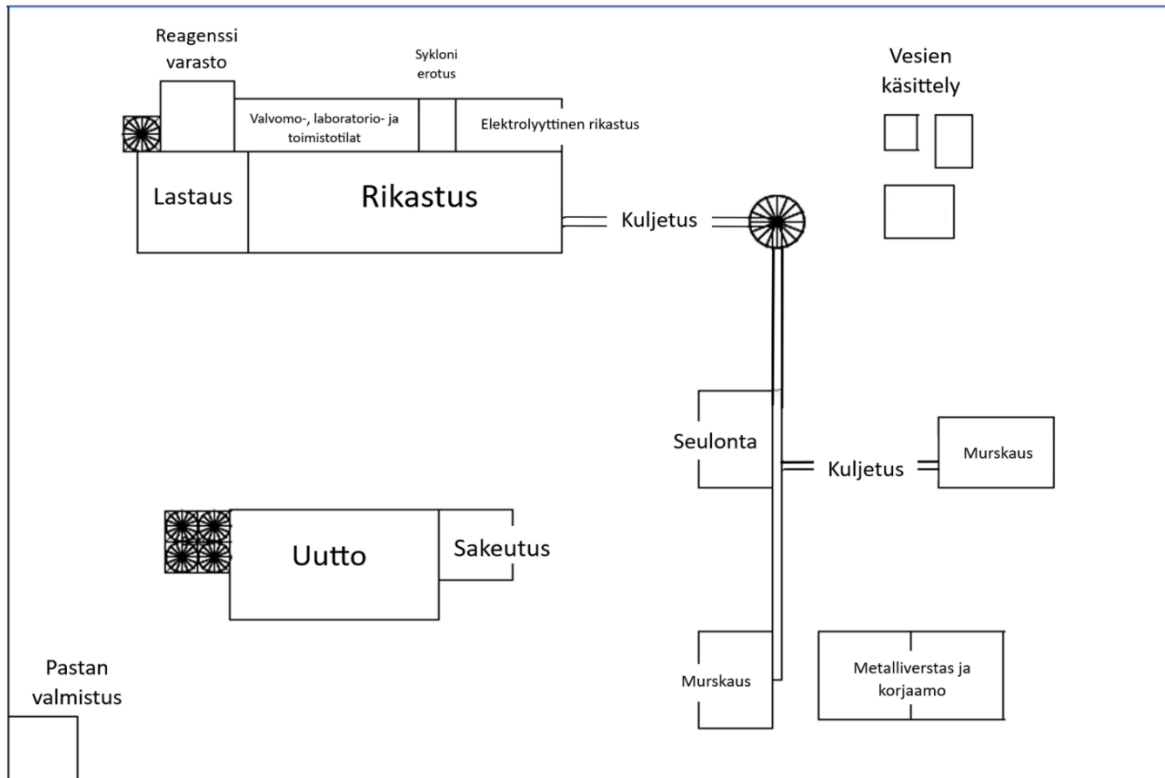 Reagenssi
varasto
Sykloni
erotus
Vesien
käsittely
Valvomo-, laboratorio- ja
toimistotilat
Elektrolyyttinen rikastus
Lastaus
Rikastus
Kuljetus
Seulonta
Kuljetus
Murskaus
Uutto
Sakeutus
Pastan
valmistus
Murskaus
Metalliverstas ja
korjaamo